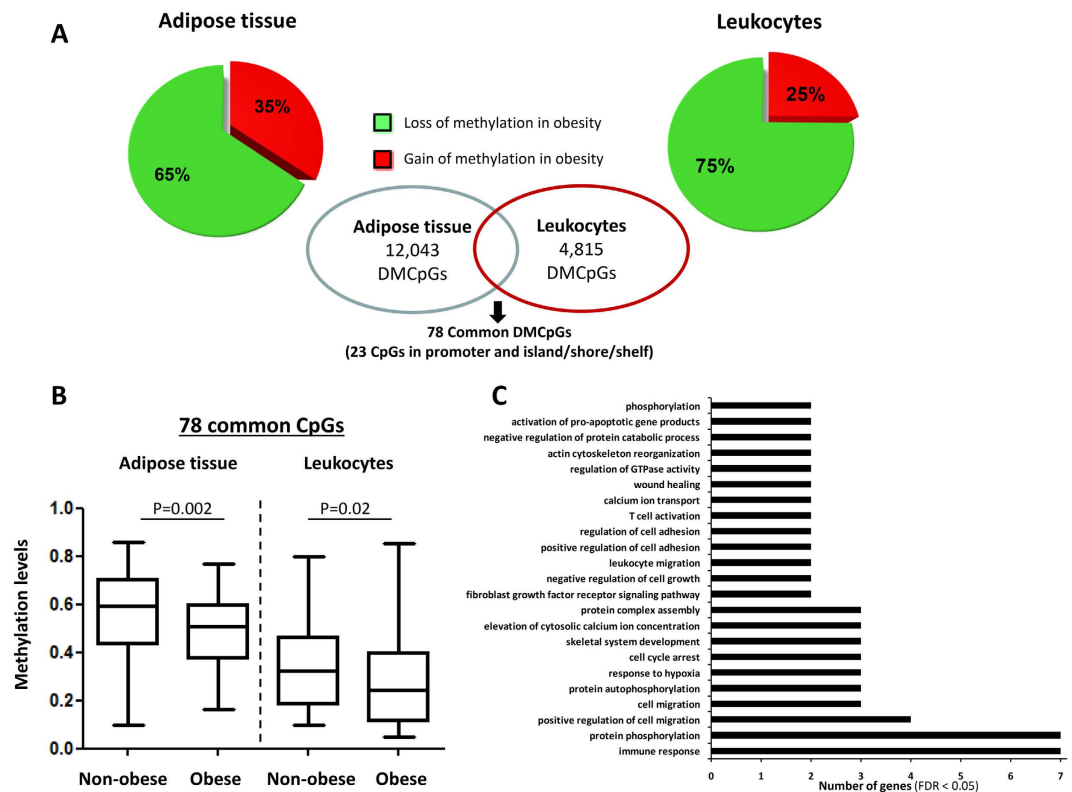 A
Adipose tissue
Leukocytes
35%
65%
25%
75%
Loss of methylation in obesity
Gain of methylation in obesity
Adipose tissue
12,043
DMCpGs
Leukocytes
4,815
DMCpGs
78 Common DMCpGs
(23 CpGs in promoter and island/shore/shelf)
B
78 common CpGs
Adipose tissue
Leukocytes
P=0.002
P=0.02
Methylation levels
1.0
0.8
0.6
0.4
0.2
0.0
Non-obese
Obese
Non-obese
Obese
C
phosphorylation
activation of pro-apoptotic gene products
negative regulation of protein catabolic process
actin cytoskeleton reorganization
regulation of GTPase activity
wound healing
calcium ion transport
T cell activation
regulation of cell adhesion
positive regulation of cell adhesion
leukocyte migration
negative regulation of cell growth
fibroblast growth factor receptor signaling pathway
protein complex assembly
elevation of cytosolic calcium ion concentration
skeletal system development
cell cycle arrest
response to hypoxia
protein autophosphorylation
cell migration
positive regulation of cell migration
protein phosphorylation
immune response
0 1 2 3 4 5 6 7
Number of genes (FDR < 0.05)